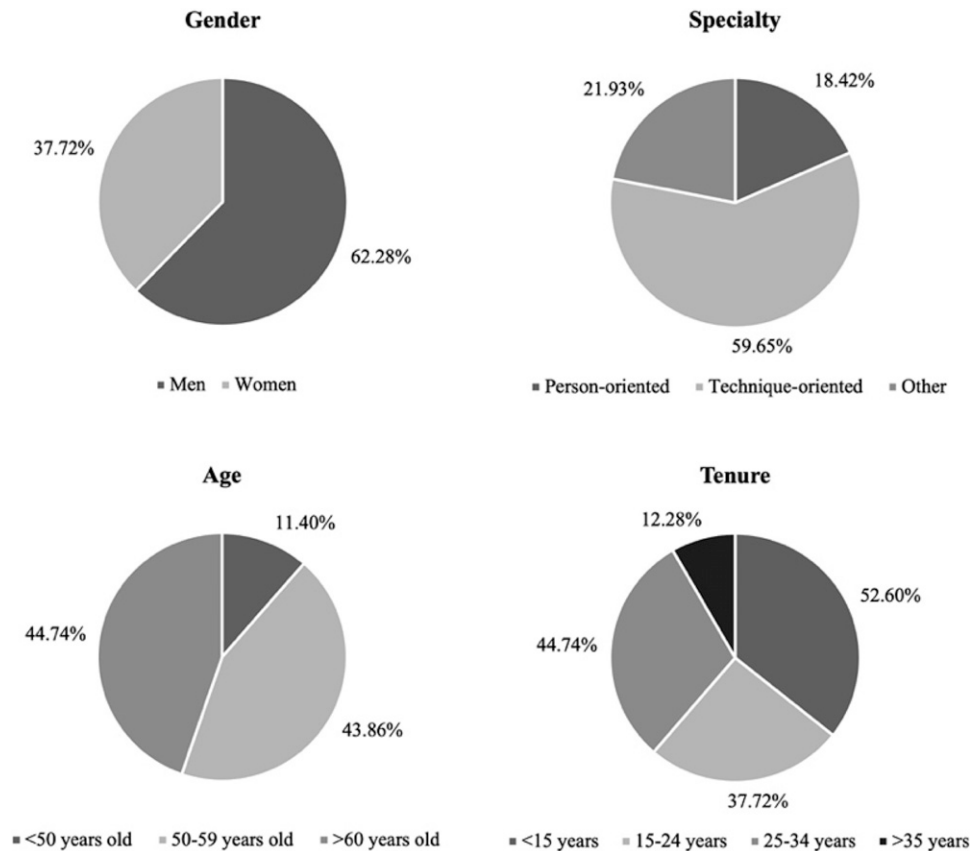 Gender
37.72%
62.28%
Men Women
Specialty
21.93%
18.42%
59.65%
Person-oriented Technique-oriented Other
Age
11.40%
44.74%
43.86%
<50 years old 50-59 years old >60 years old
Tenure
12.28%
52.60%
44.74%
37.72%
<15 years 15-24 years 25-34 years >35 years